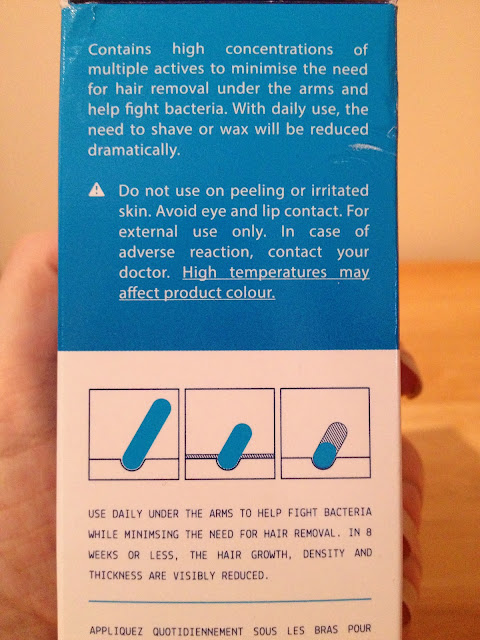 Contains high concentrations of
multiple actives to minimise the need
for hair removal under the arms and
help fight bacteria. With daily use, the
need to shave or wax will be reduced
dramatically.
Do not use on peeling or irritated
skin. Avoid eye and lip contact. For
external use only. In case of
adverse reaction, contact your
doctor. High temperatures may
affect product colour.
USE DAILY UNDER THE ARMS TO HELP FIGHT BACTERIA
WHILE MINIMSING THE NEED FOR HAIR REMOVAL. IN 8
WEEKS OR LESS, THE HAIR GROWTH, DENSITY AND
THICKNESS ARE VISIBLY REDUCED.
APPLIQUEZ QUOTIDIENNEMENT SOUS LES BRAS POUR